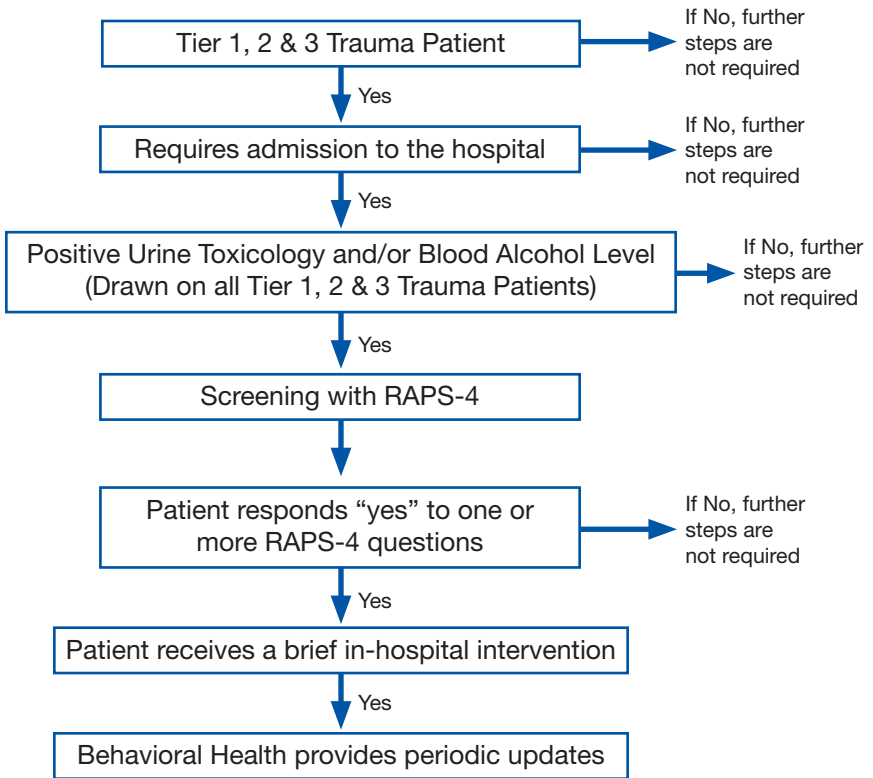 Tier 1, 2 & 3 Trauma Patient
If No, further
steps are
not required
Yes
Requires admission to the hospital
If No, further
steps are
not required
Yes
Positive Urine Toxicology and/or Blood Alcohol Level
(Drawn on all Tier 1, 2 & 3 Trauma Patients)
If No, further
steps are
not required
Yes
Screening with RAPS-4
Patient responds “yes” to one or
more RAPS-4 questions
If No, further
steps are
not required
Yes
Patient receives a brief in-hospital intervention
Yes
Behavioral Health provides periodic updates